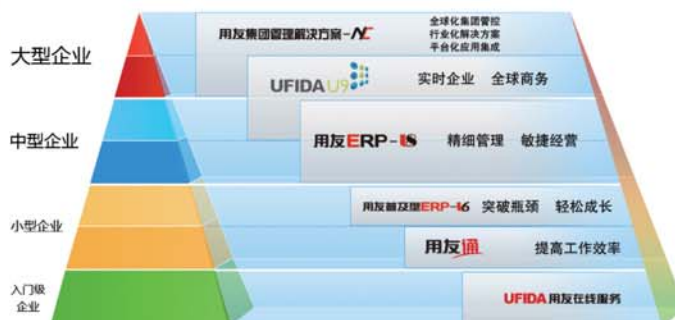 大型企业
用友集团管理解决方案-NC
全球化集团管控
行业化解决方案
平台化应用集成
UFIDA U9
实时企业 全球商务
中型企业
用友ERP-U8
精细管理 敏捷经营
小型企业
用友普及型ERP-U6
突破瓶颈 轻松成长
用友通
提高工作效率
入门级
企业
UFIDA用友在线服务